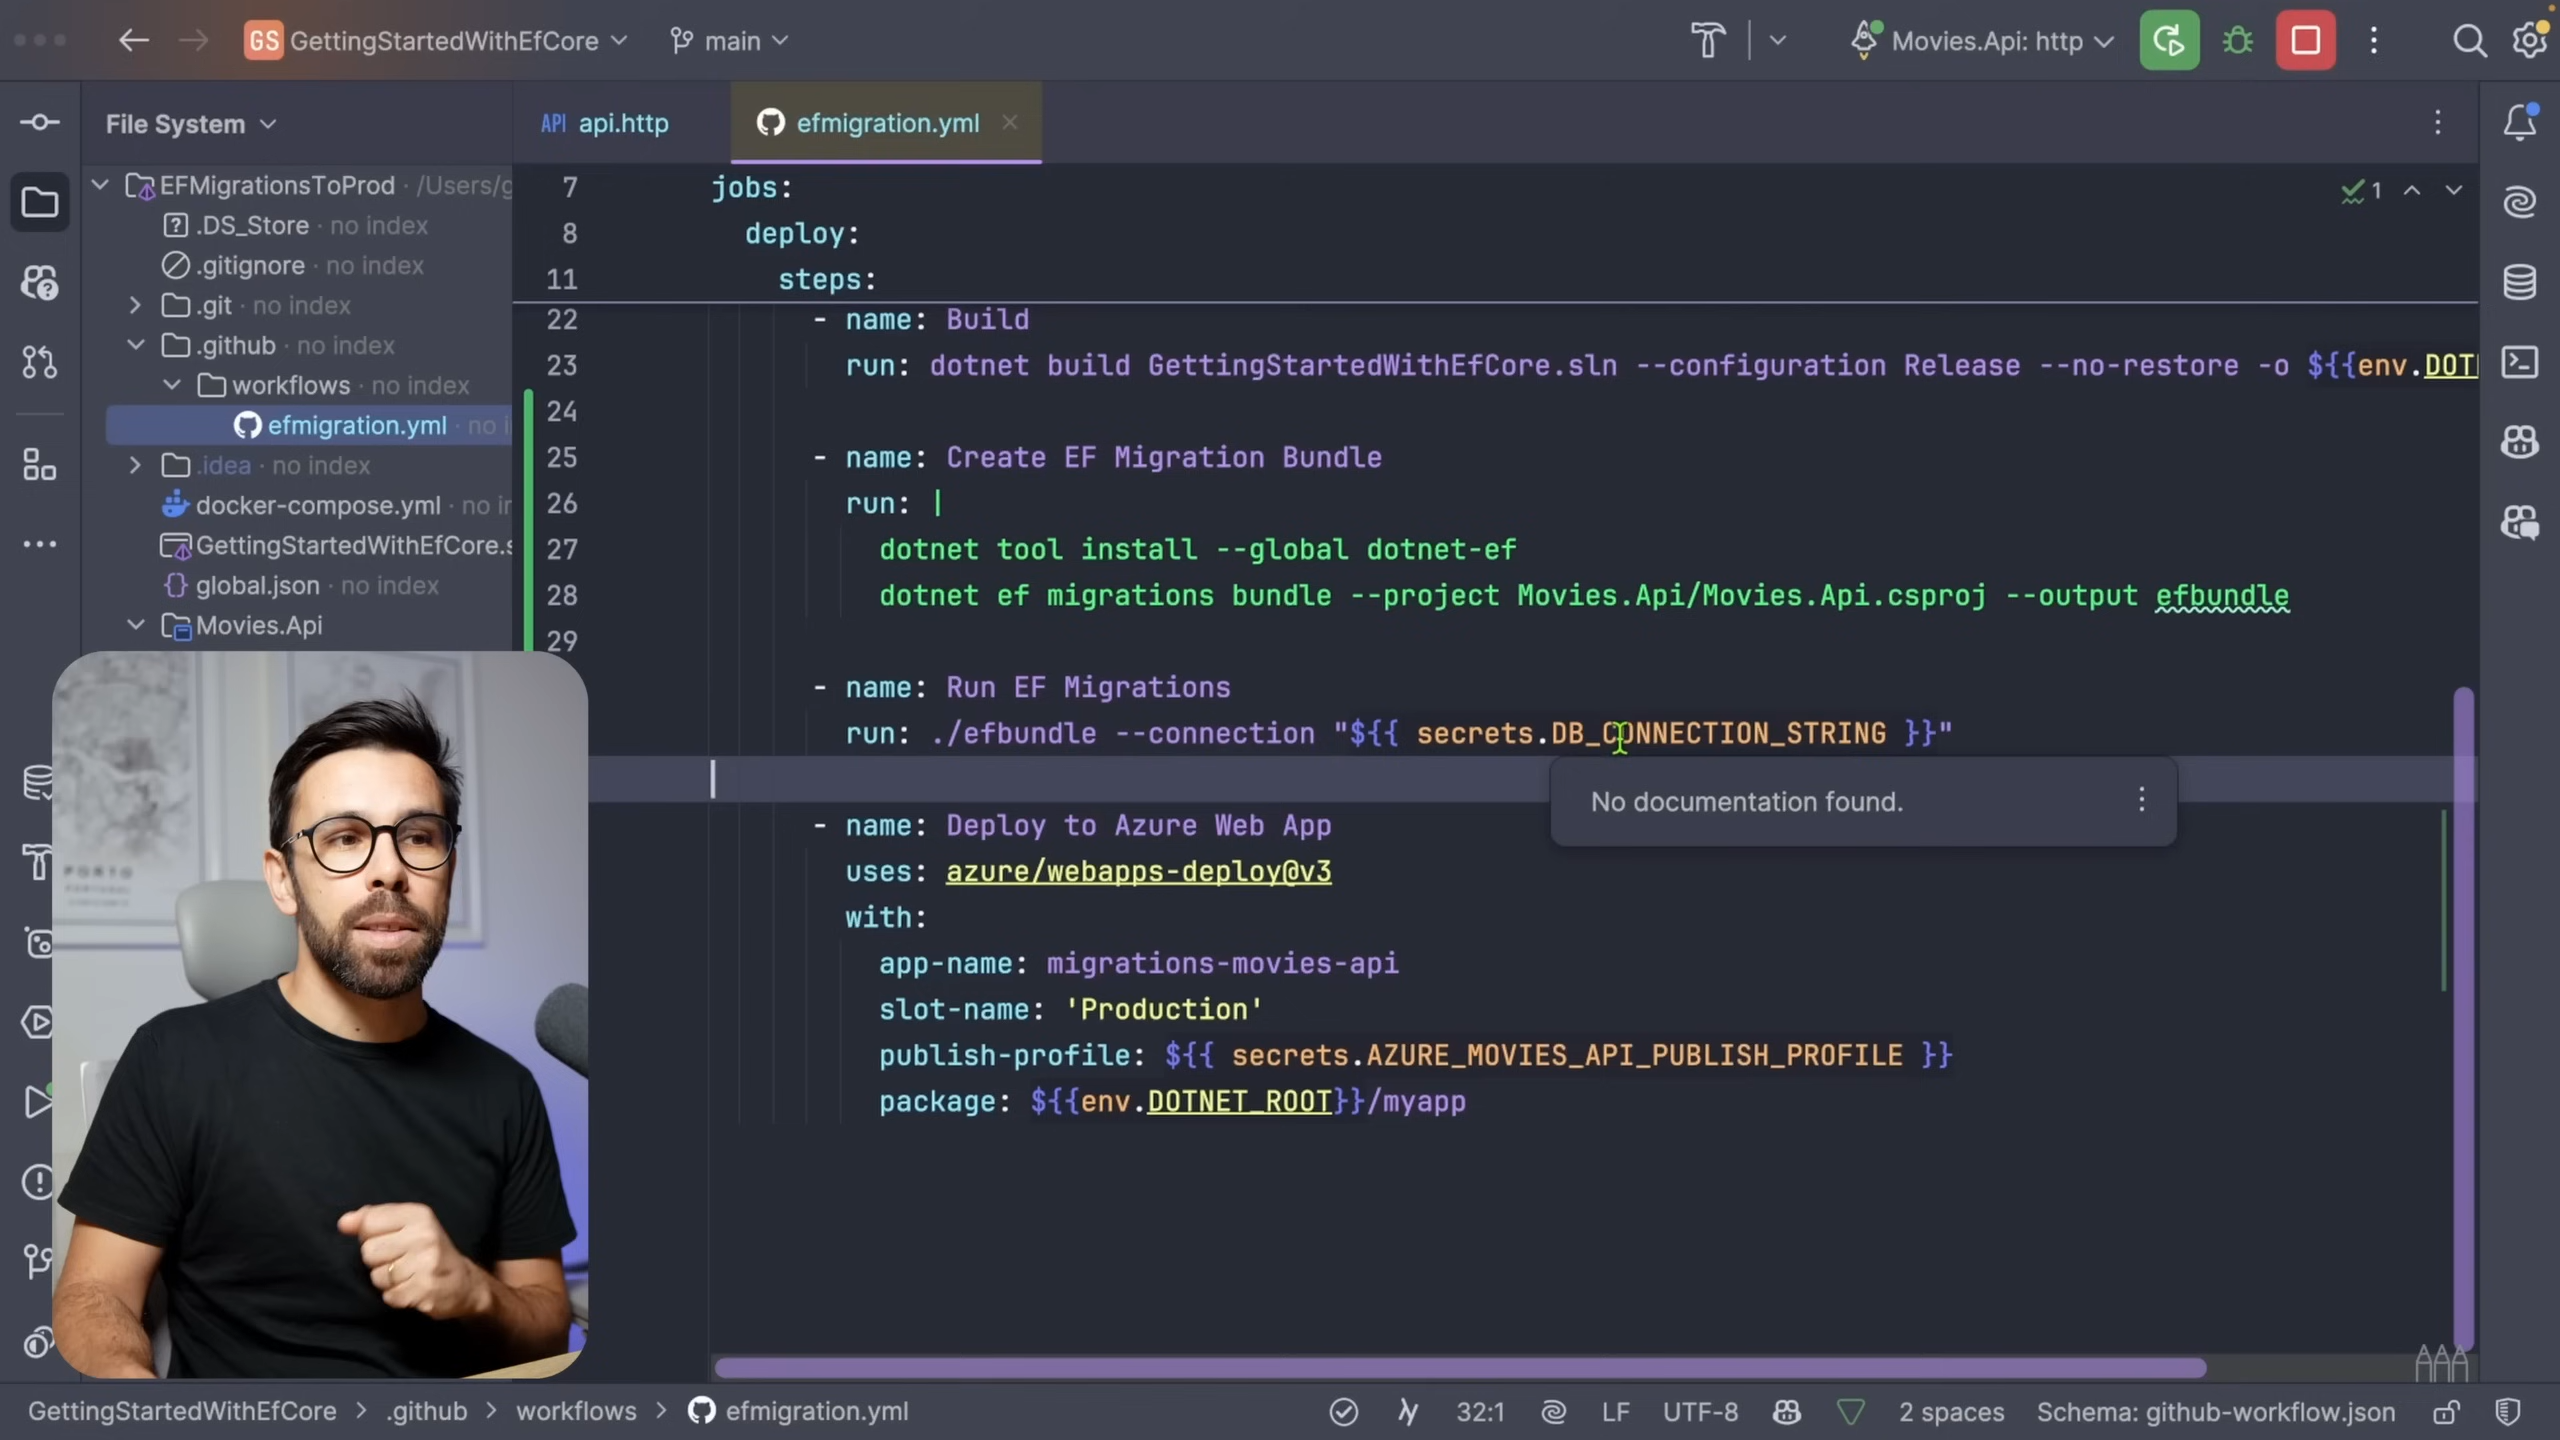 GS GettingStartedWithEfCore main Movies.Api: http
File System
API api.http efmigration.yml
EFMigrationsToProd · /Users/g
.DS_Store · no index
.gitignore · no index
.git · no index
.github · no index
workflows · no index
efmigration.yml · no i
.idea · no index
docker-compose.yml · no ir
GettingStartedWithEfCore.s
global.json · no index
Movies.Api
7 jobs:
8 deploy:
11 steps:
22 - name: Build
23 run: dotnet build GettingStartedWithEfCore.sln --configuration Release --no-restore -o ${{env.DOT
24
25 - name: Create EF Migration Bundle
26 run: |
27 dotnet tool install --global dotnet-ef
28 dotnet ef migrations bundle --project Movies.Api/Movies.Api.csproj --output efbundle
29
- name: Run EF Migrations
run: ./efbundle --connection "${{ secrets.DB_CONNECTION_STRING }}"
No documentation found.
- name: Deploy to Azure Web App
uses: azure/webapps-deploy@v3
with:
app-name: migrations-movies-api
slot-name: 'Production'
publish-profile: ${{ secrets.AZURE_MOVIES_API_PUBLISH_PROFILE }}
package: ${{env.DOTNET_ROOT}}/myapp
1
PORTO
GettingStartedWithEfCore > .github > workflows > efmigration.yml
32:1 LF UTF-8 2 spaces Schema: github-workflow.json